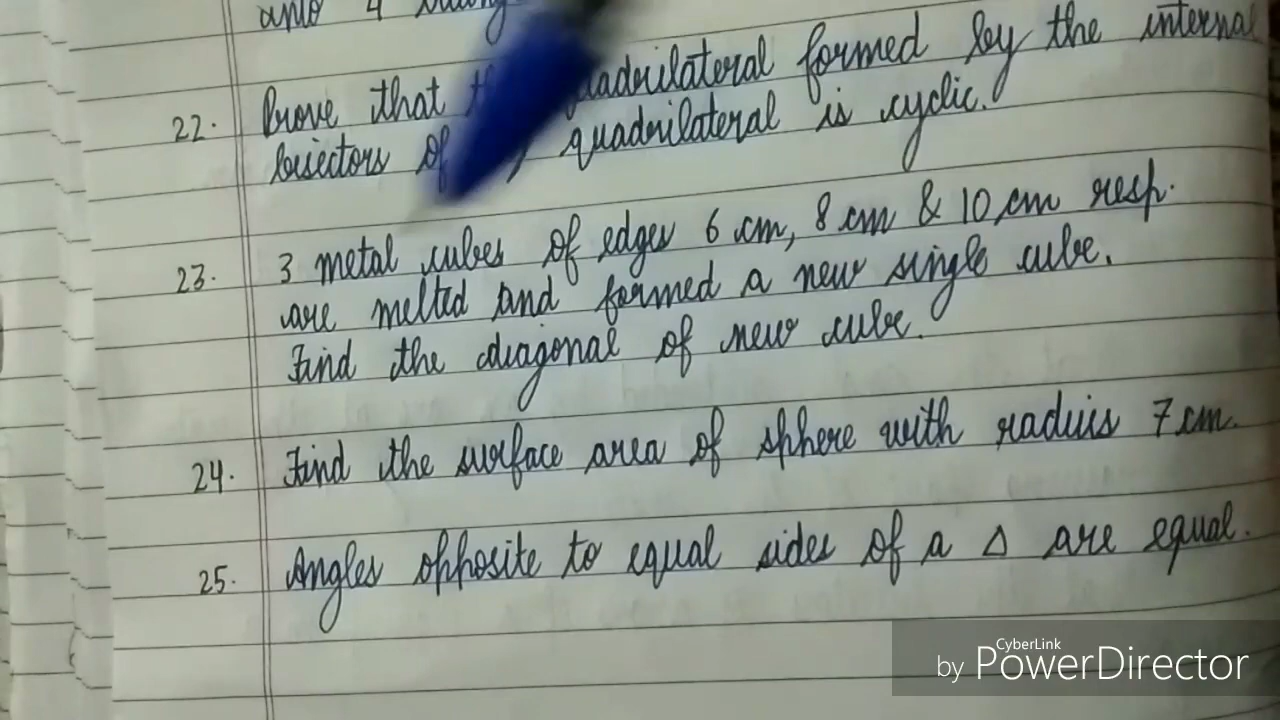 4
22. Prove that quadrilateral formed by the internal
bisectors of quadrilateral is cyclic.
23. 3 metal cubes of edges 6 cm, 8 cm & 10 cm resp.
are melted and formed a new single cube.
Find the diagonal of new cube.
24. Find the surface area of sphere with radius 7 cm.
25. Angles opposite to equal sides of a Δ are equal.
CyberLink
by PowerDirector